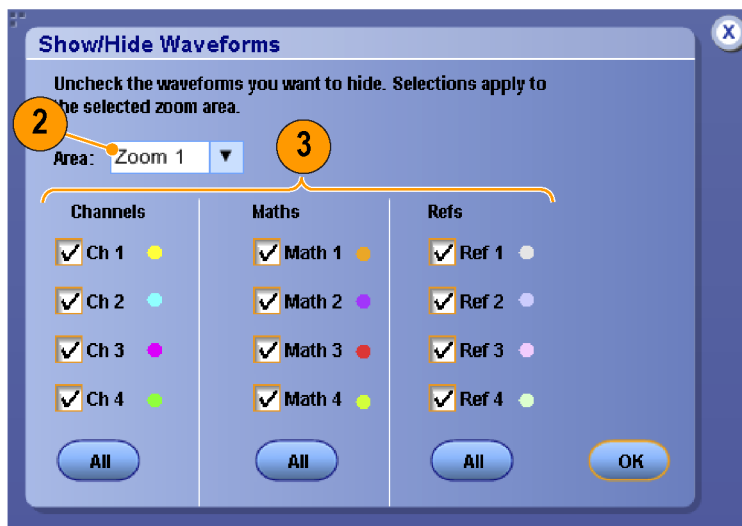 Show/Hide Waveforms
X
Uncheck the waveforms you want to hide. Selections apply to
the selected zoom area.
2
3
Area: Zoom 1
Channels Maths Refs
Ch 1 Math 1 Ref 1
Ch 2 Math 2 Ref 2
Ch 3 Math 3 Ref 3
Ch 4 Math 4 Ref 4
All All All OK